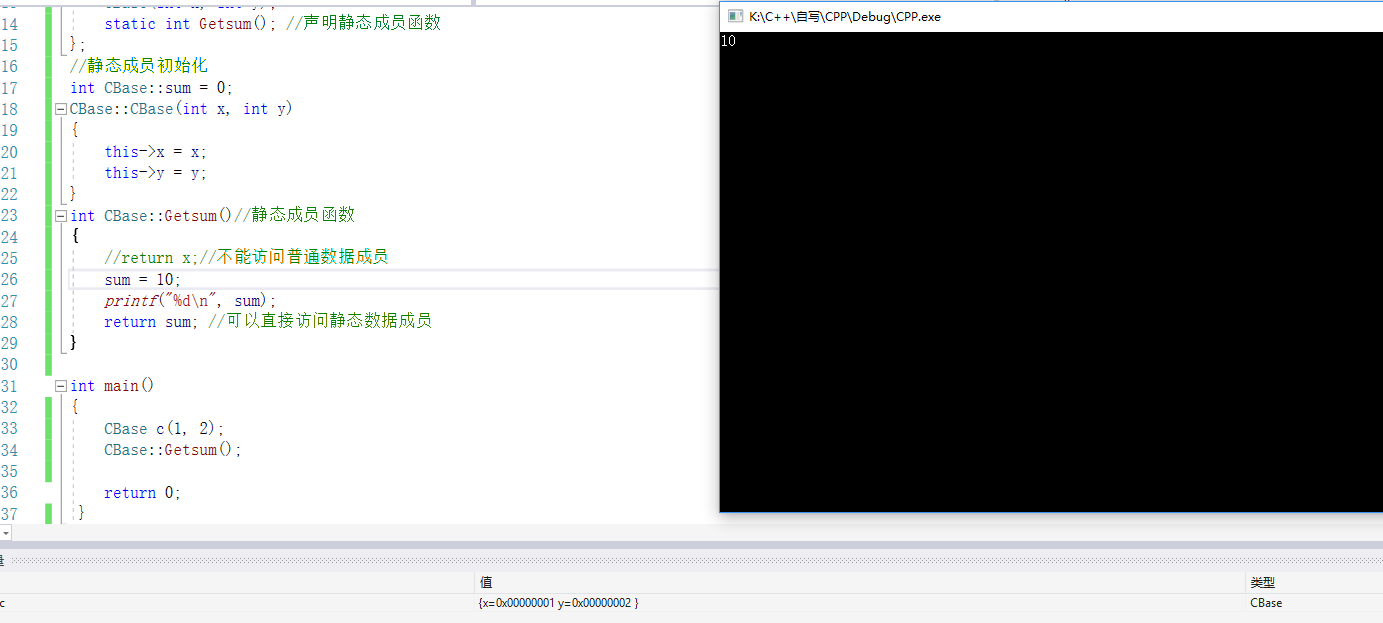 14 static int Getsum(); //声明静态成员函数
15 };
16 //静态成员初始化
17 int CBase::sum = 0;
18 CBase::CBase(int x, int y)
19 {
20 this->x = x;
21 this->y = y;
22 }
23 int CBase::Getsum()//静态成员函数
24 {
25 //return x;//不能访问普通数据成员
26 sum = 10;
27 printf("%d\n", sum);
28 return sum; //可以直接访问静态数据成员
29 }
30
31 int main()
32 {
33 CBase c(1, 2);
34 CBase::Getsum();
35
36 return 0;
37 }
K:\C++\自写\CPP\Debug\CPP.exe
10
值 类型
c {x=0x00000001 y=0x00000002 } CBase